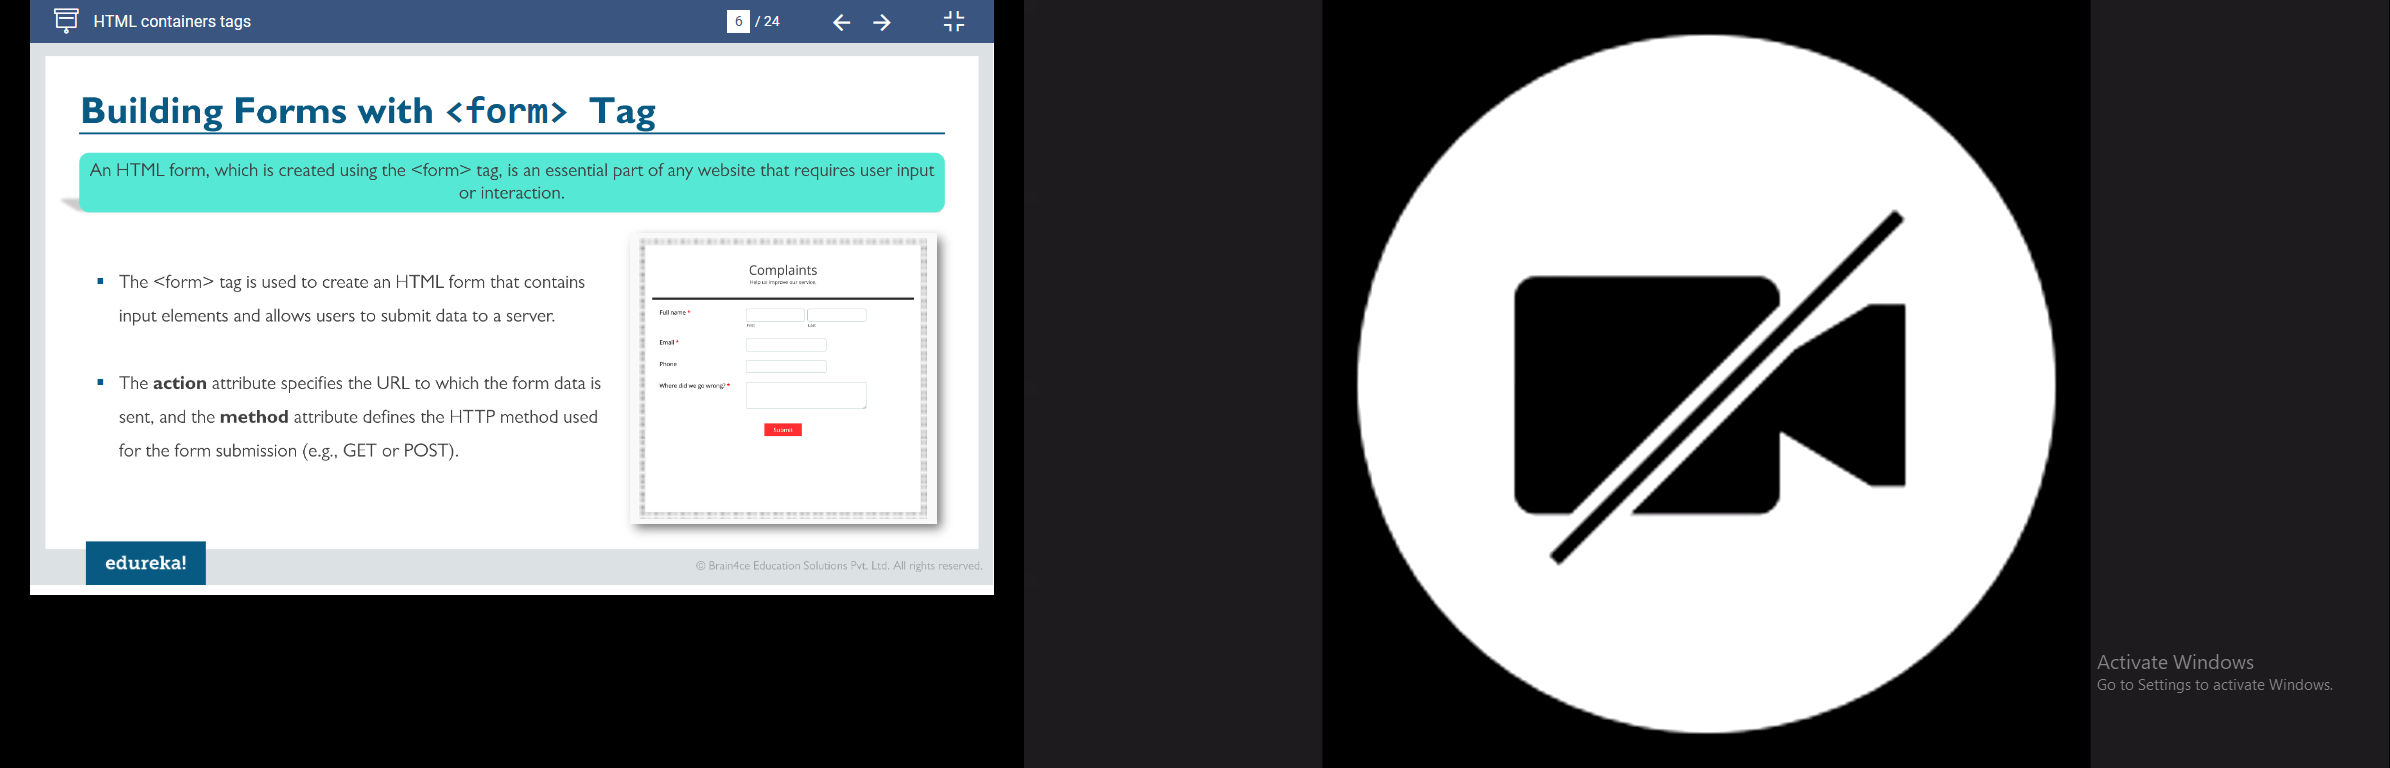 HTML containers tags
6 / 24
Building Forms with <form> Tag
An HTML form, which is created using the <form> tag, is an essential part of any website that requires user input
or interaction.
▪ The <form> tag is used to create an HTML form that contains
input elements and allows users to submit data to a server.
▪ The action attribute specifies the URL to which the form data is
sent, and the method attribute defines the HTTP method used
for the form submission (e.g., GET or POST).
Complaints
Help us improve our service.
Full name *
First Last
Email *
Phone
Where did we go wrong? *
Submit
edureka!
© Brain4ce Education Solutions Pvt. Ltd. All rights reserved.
Activate Windows
Go to Settings to activate Windows.